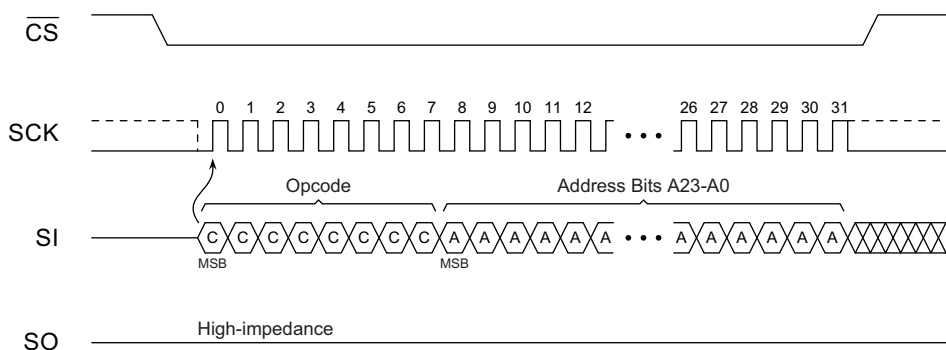 CS
0 1 2 3 4 5 6 7 8 9 10 11 12 26 27 28 29 30 31
SCK
Opcode Address Bits A23-A0
SI C C C C C C C C A A A A A A A A A A A A
MSB MSB
High-impedance
SO